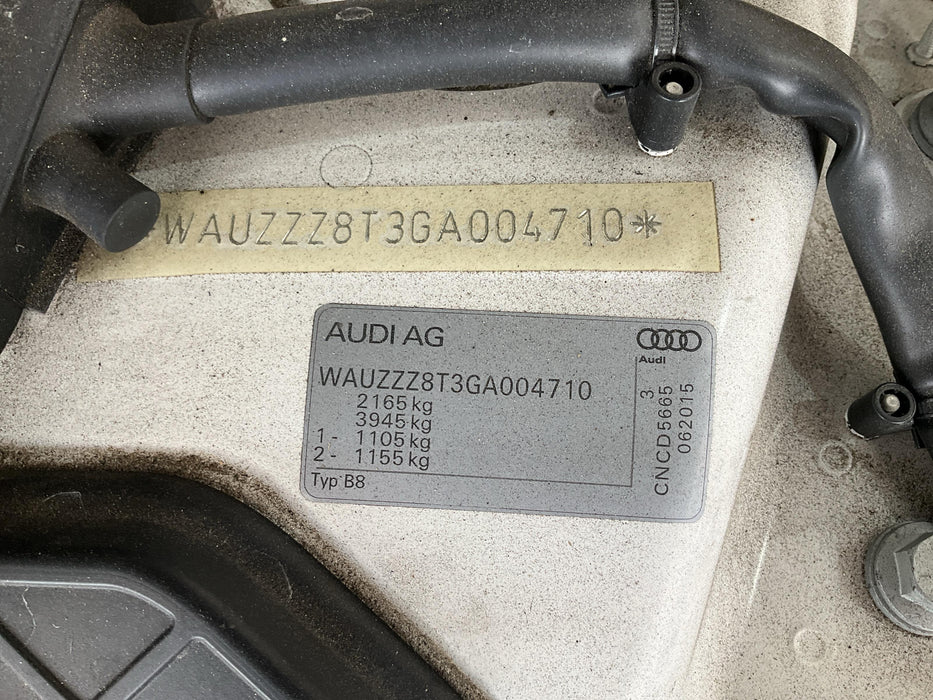 *WAUZZZ8T3GA004710*
AUDI AG
Audi
WAUZZZ8T3GA004710
2165 kg
3945 kg
1 - 1105 kg
2 - 1155 kg
Typ B8
3
CNCD5665
062015